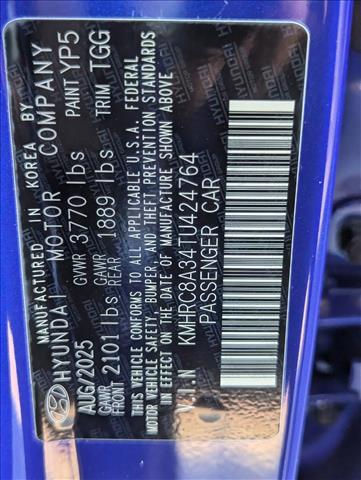 MANUFACTURED IN KOREA BY
HYUNDAI MOTOR COMPANY
AUG/2025 GVWR 3770 lbs PAINT YP5
GAWR FRONT 2101 lbs GAWR REAR 1889 lbs TRIM TGG
THIS VEHICLE CONFORMS TO ALL APPLICABLE U.S.A. FEDERAL
MOTOR VEHICLE SAFETY, BUMPER, AND THEFT PREVENTION STANDARDS
IN EFFECT ON THE DATE OF MANUFACTURE SHOWN ABOVE
V.I.N KMHRC8A34TU424764
PASSENGER CAR